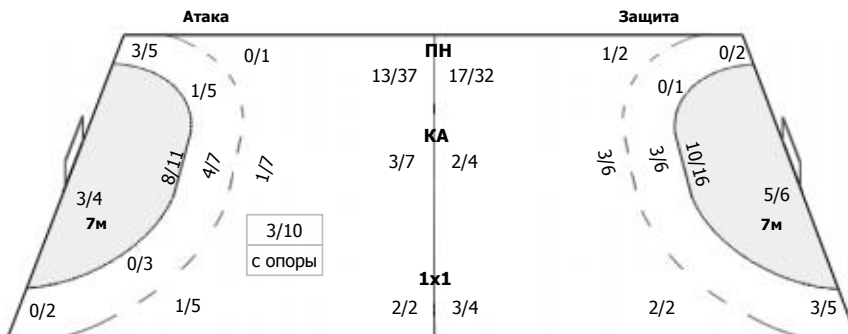 Атака Защита
3/5 0/1 ПН 1/2 0/2
13/37 17/32
1/5 0/1
КА
8/11 4/7 1/7 3/7 2/4 3/6 3/6 10/16
3/4 5/6
7м 7м
3/10
с опоры
0/3
1x1
0/2 1/5 2/2 3/4 2/2 3/5